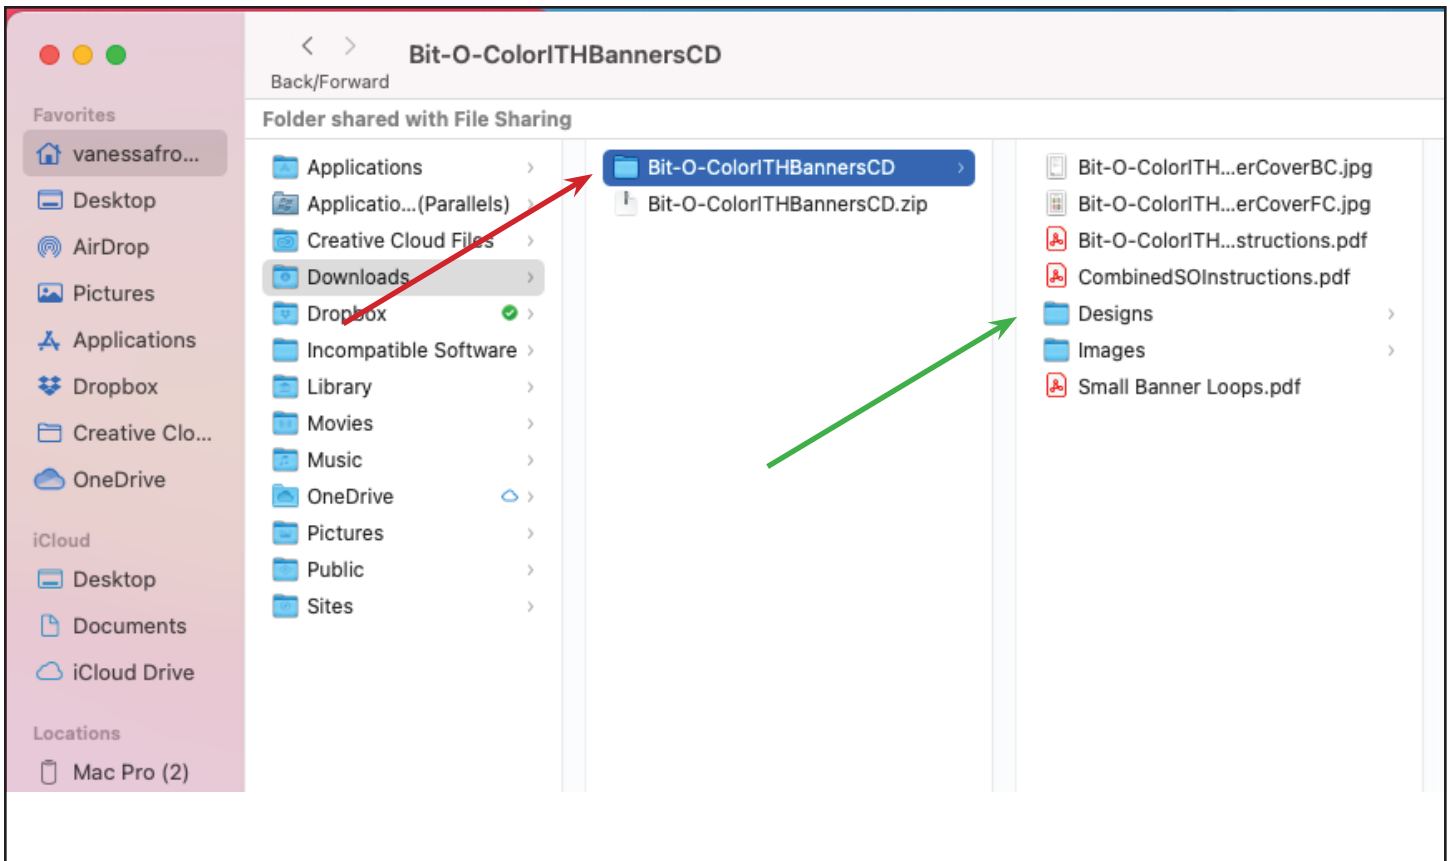 Bit-O-ColorITHBannersCD
Back/Forward
Folder shared with File Sharing
Favorites
vanessafro...
Desktop
AirDrop
Pictures
Applications
Dropbox
Creative Clo...
OneDrive
iCloud
Desktop
Documents
iCloud Drive
Locations
Mac Pro (2)
Applications
Applicatio...(Parallels)
Creative Cloud Files
Downloads
Dropbox
Incompatible Software
Library
Movies
Music
OneDrive
Pictures
Public
Sites
Bit-O-ColorITHBannersCD
Bit-O-ColorITHBannersCD.zip
Bit-O-ColorITH...erCoverBC.jpg
Bit-O-ColorITH...erCoverFC.jpg
Bit-O-ColorITH...structions.pdf
CombinedSOInstructions.pdf
Designs
Images
Small Banner Loops.pdf